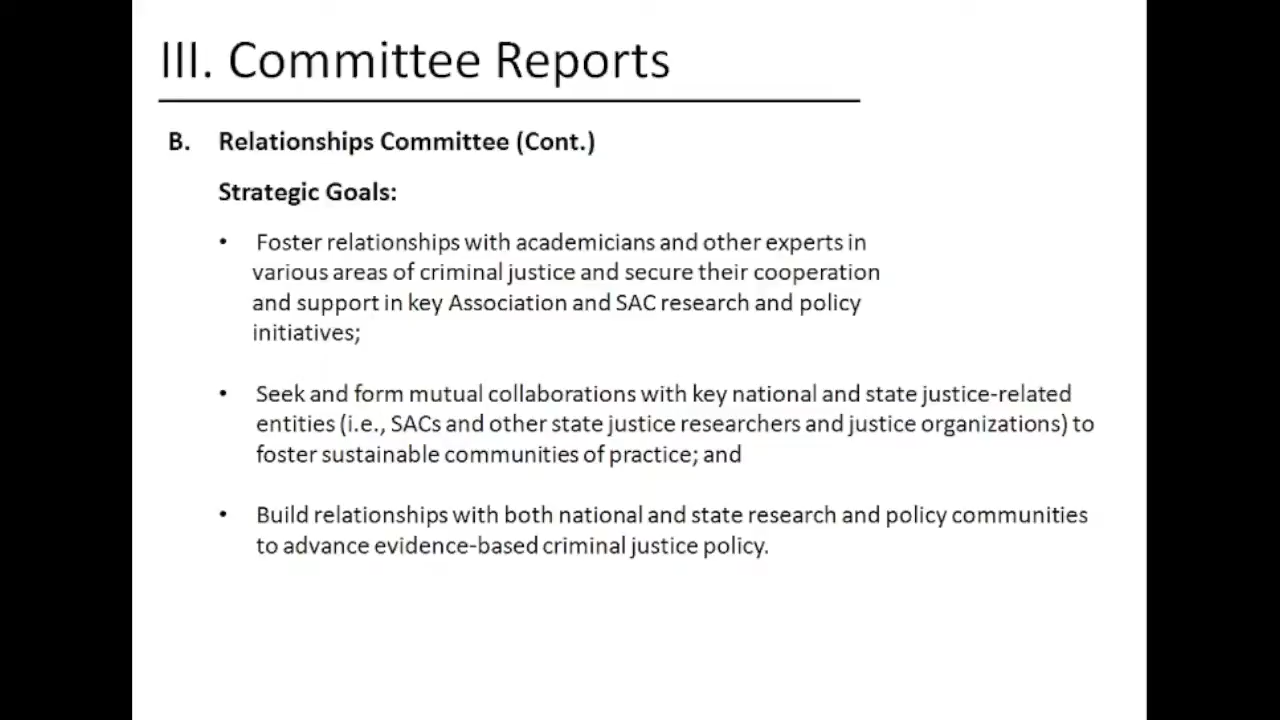 III. Committee Reports
B. Relationships Committee (Cont.)
Strategic Goals:
• Foster relationships with academicians and other experts in
various areas of criminal justice and secure their cooperation
and support in key Association and SAC research and policy
initiatives;
• Seek and form mutual collaborations with key national and state justice-related
entities (i.e., SACs and other state justice researchers and justice organizations) to
foster sustainable communities of practice; and
• Build relationships with both national and state research and policy communities
to advance evidence-based criminal justice policy.